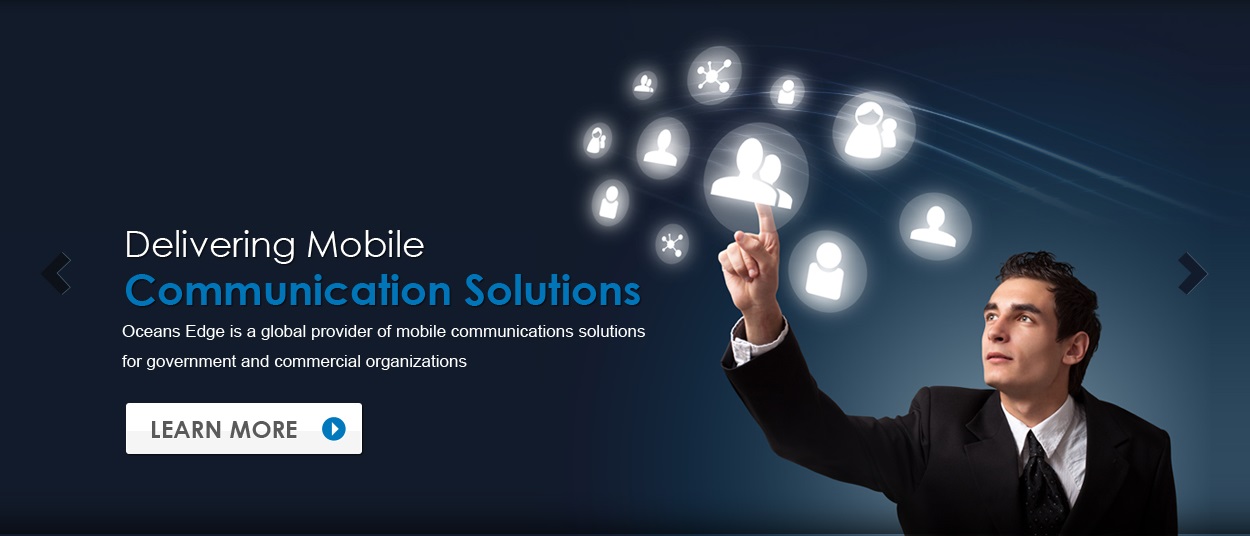 Delivering Mobile
Communication Solutions
Oceans Edge is a global provider of mobile communications solutions
for government and commercial organizations
LEARN MORE